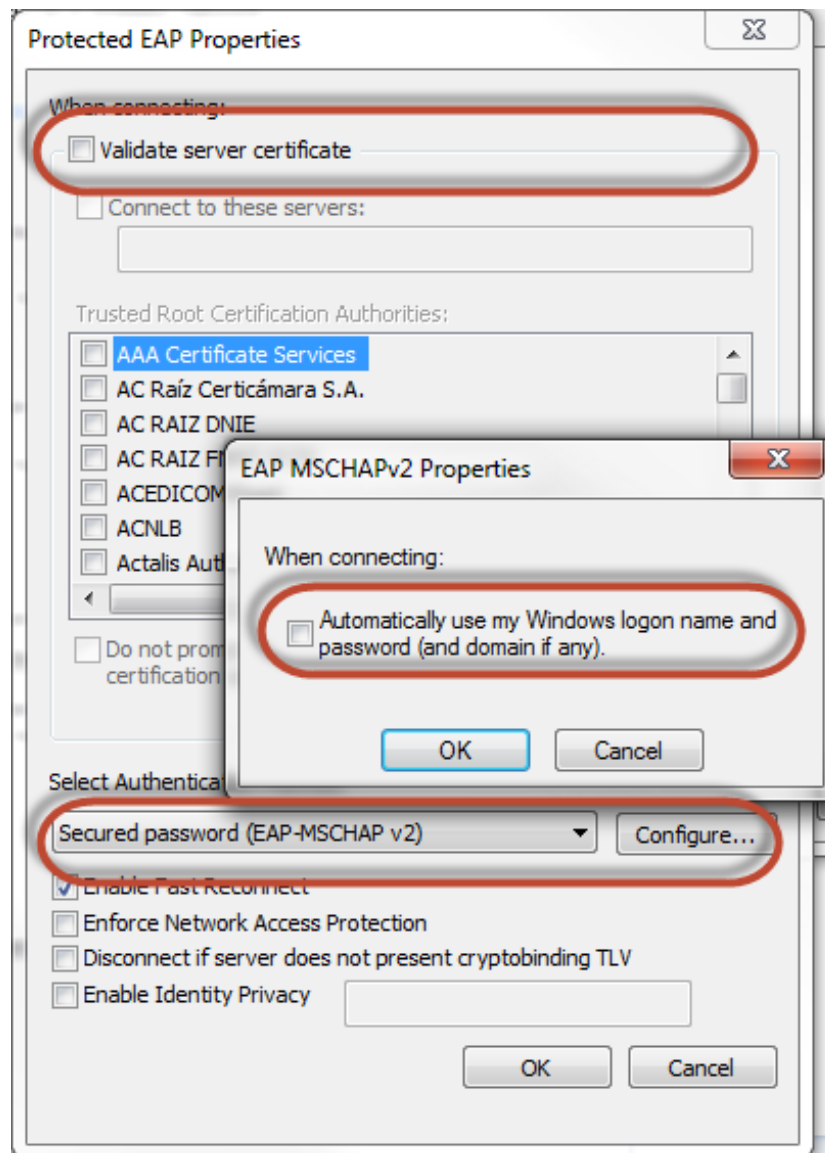 Protected EAP Properties
When connecting:
Validate server certificate
Connect to these servers:
Trusted Root Certification Authorities:
AAA Certificate Services
AC Raíz Certicámara S.A.
AC RAIZ DNIE
AC RAIZ
ACEDICOM
ACNLB
Actalis
Do not
certification
EAP MSCHAPv2 Properties
When connecting:
Automatically use my Windows logon name and
password (and domain if any).
OK Cancel
Select
Secured password (EAP-MSCHAP v2) Configure...
Enable Fast Reconnect
Enforce Network Access Protection
Disconnect if server does not present cryptobinding TLV
Enable Identity Privacy
OK Cancel